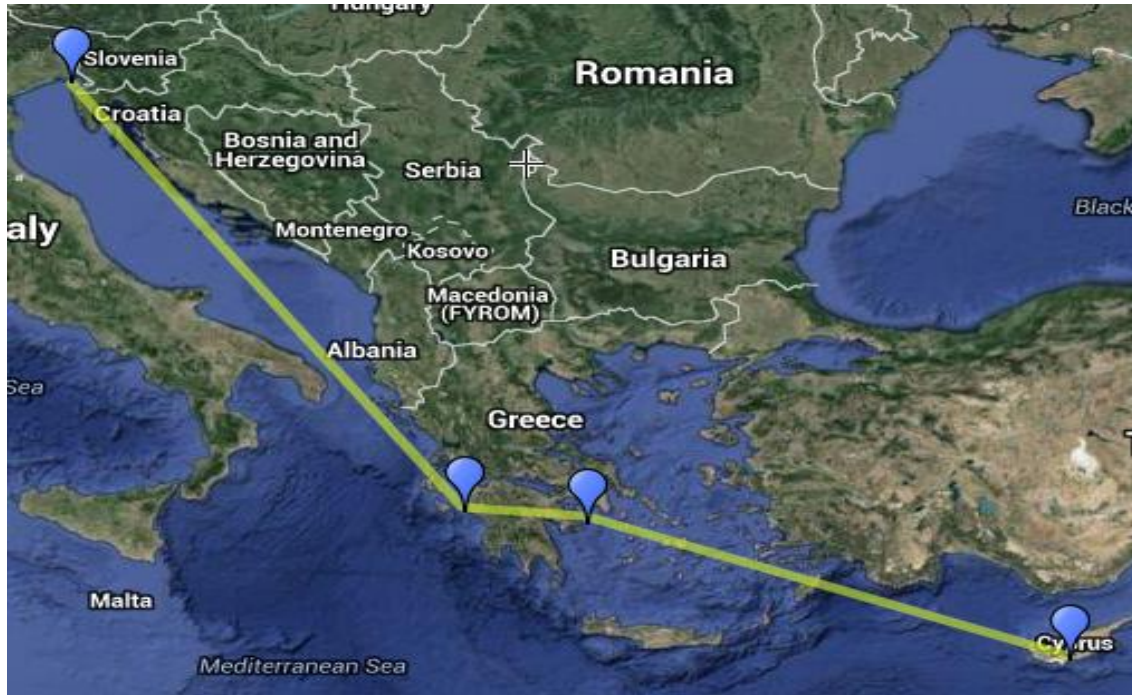 Hungary
Slovenia
Romania
Croatia
Bosnia and
Herzegovina
Serbia
Black
aly
Montenegro
Kosovo
Bulgaria
Macedonia
(FYROM)
Albania
Sea
Greece
T
Malta
Cyprus
Mediterranean Sea